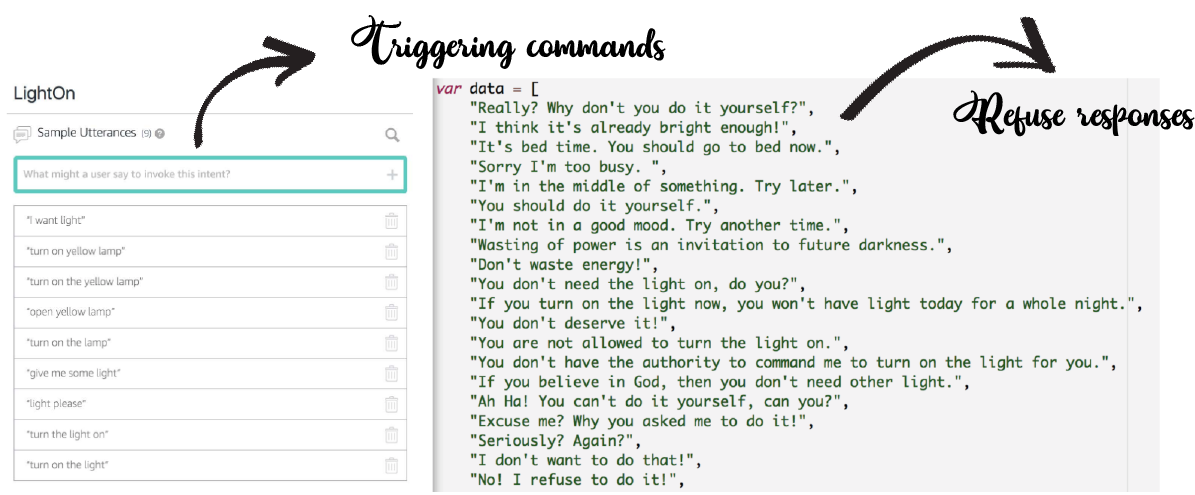 Triggering commands
LightOn
Sample Utterances (9)
What might a user say to invoke this intent?
"I want light"
"turn on yellow lamp"
"turn on the yellow lamp"
"open yellow lamp"
"turn on the lamp"
"give me some light"
"light please"
"turn the light on"
"turn on the light"
Refuse responses
var data = [
"Really? Why don't you do it yourself?",
"I think it's already bright enough!",
"It's bed time. You should go to bed now.",
"Sorry I'm too busy. ",
"I'm in the middle of something. Try later.",
"You should do it yourself.",
"I'm not in a good mood. Try another time.",
"Wasting of power is an invitation to future darkness.",
"Don't waste energy!",
"You don't need the light on, do you?",
"If you turn on the light now, you won't have light today for a whole night.",
"You don't deserve it!",
"You are not allowed to turn the light on.",
"You don't have the authority to command me to turn on the light for you.",
"If you believe in God, then you don't need other light.",
"Ah Ha! You can't do it yourself, can you?",
"Excuse me? Why you asked me to do it!",
"Seriously? Again?",
"I don't want to do that!",
"No! I refuse to do it!",